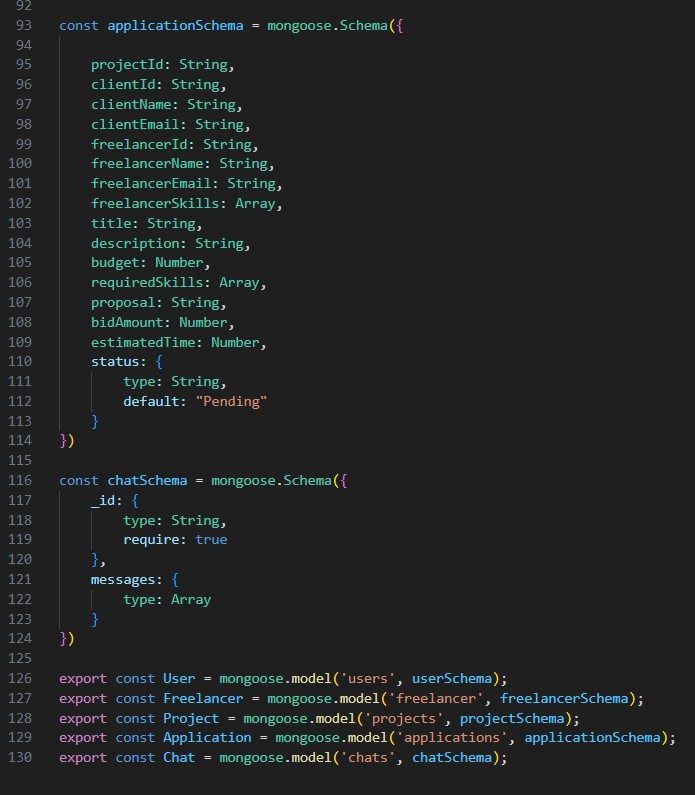 92
93 const applicationSchema = mongoose.Schema({
94
95 projectId: String,
96 clientId: String,
97 clientName: String,
98 clientEmail: String,
99 freelancerId: String,
100 freelancerName: String,
101 freelancerEmail: String,
102 freelancerSkills: Array,
103 title: String,
104 description: String,
105 budget: Number,
106 requiredSkills: Array,
107 proposal: String,
108 bidAmount: Number,
109 estimatedTime: Number,
110 status: {
111 type: String,
112 default: "Pending"
113 }
114 })
115
116 const chatSchema = mongoose.Schema({
117 _id: {
118 type: String,
119 require: true
120 },
121 messages: {
122 type: Array
123 }
124 })
125
126 export const User = mongoose.model('users', userSchema);
127 export const Freelancer = mongoose.model('freelancer', freelancerSchema);
128 export const Project = mongoose.model('projects', projectSchema);
129 export const Application = mongoose.model('applications', applicationSchema);
130 export const Chat = mongoose.model('chats', chatSchema);